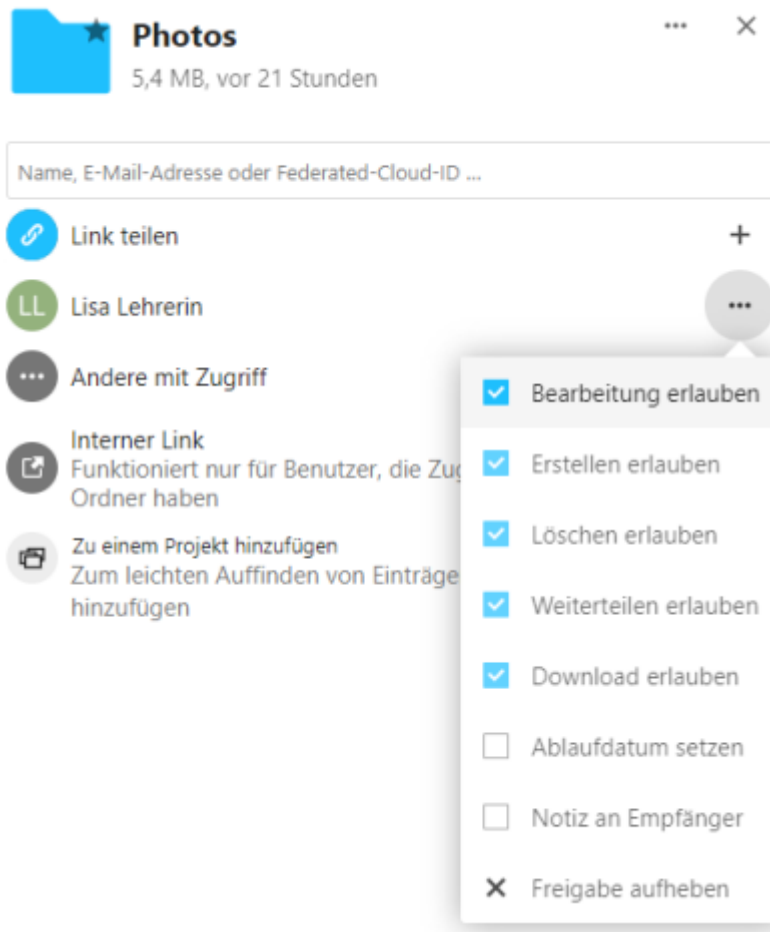 Photos
5,4 MB, vor 21 Stunden
Name, E-Mail-Adresse oder Federated-Cloud-ID ...
Link teilen
LL
Lisa Lehrerin
Andere mit Zugriff
Interner Link
Funktioniert nur für Benutzer, die
Ordner haben
Zu einem Projekt hinzufügen
Zum leichten Auffinden von
hinzufügen
Bearbeitung erlauben
Erstellen erlauben
Löschen erlauben
Weiterteilen erlauben
Download erlauben
Ablaufdatum setzen
Notiz an Empfänger
Freigabe aufheben